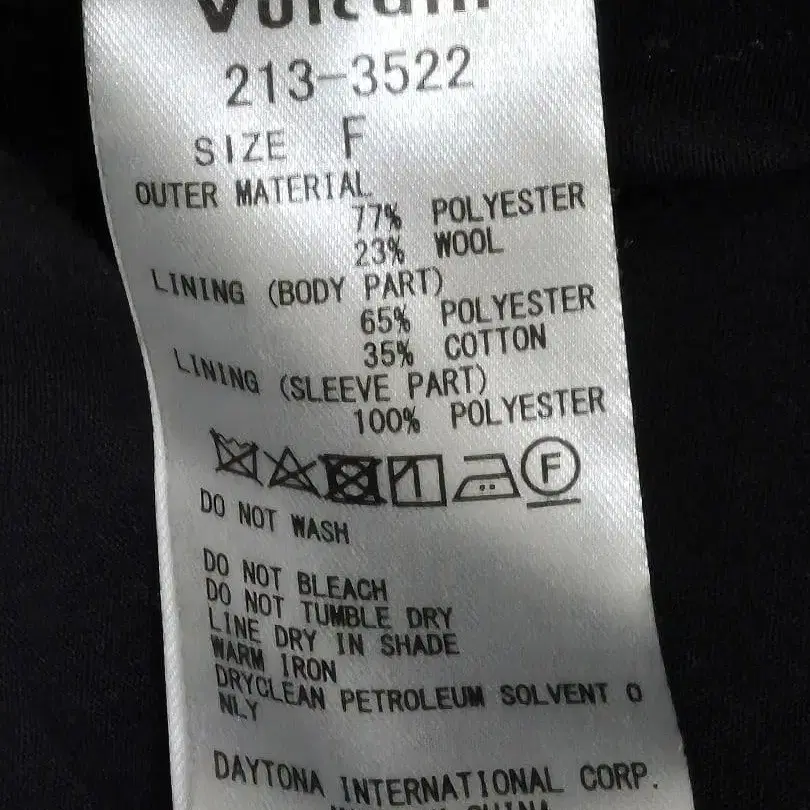 213-3522
SIZE F
OUTER MATERIAL
77% POLYESTER
23% WOOL
LINING (BODY PART)
65% POLYESTER
35% COTTON
LINING (SLEEVE PART)
100% POLYESTER
F
DO NOT WASH
DO NOT BLEACH
DO NOT TUMBLE DRY
LINE DRY IN SHADE
WARM IRON
DRYCLEAN PETROLEUM SOLVENT O
NLY
DAYTONA INTERNATIONAL CORP.
CHINA